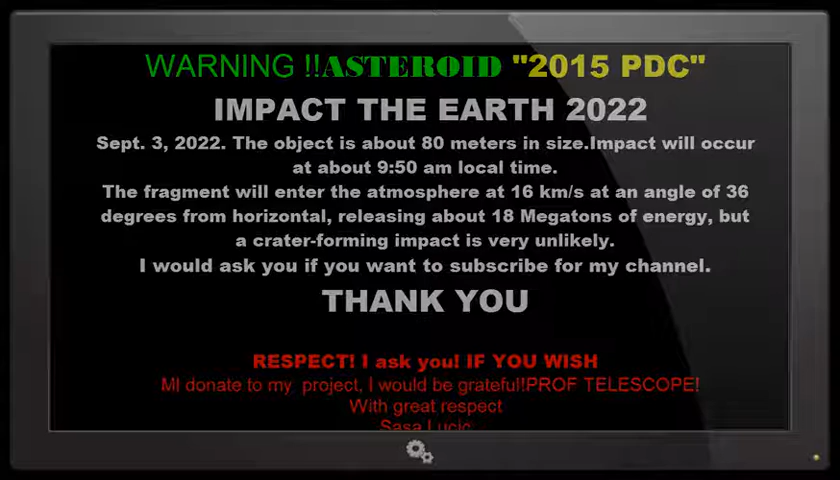 WARNING !!ASTEROID "2015 PDC"
IMPACT THE EARTH 2022
Sept. 3, 2022. The object is about 80 meters in size.Impact will occur
at about 9:50 am local time.
The fragment will enter the atmosphere at 16 km/s at an angle of 36
degrees from horizontal, releasing about 18 Megatons of energy, but
a crater-forming impact is very unlikely.
I would ask you if you want to subscribe for my channel.
THANK YOU
RESPECT! I ask you! IF YOU WISH
MI donate to my project, I would be grateful!PROF TELESCOPE!
With great respect
Sasa Lucic